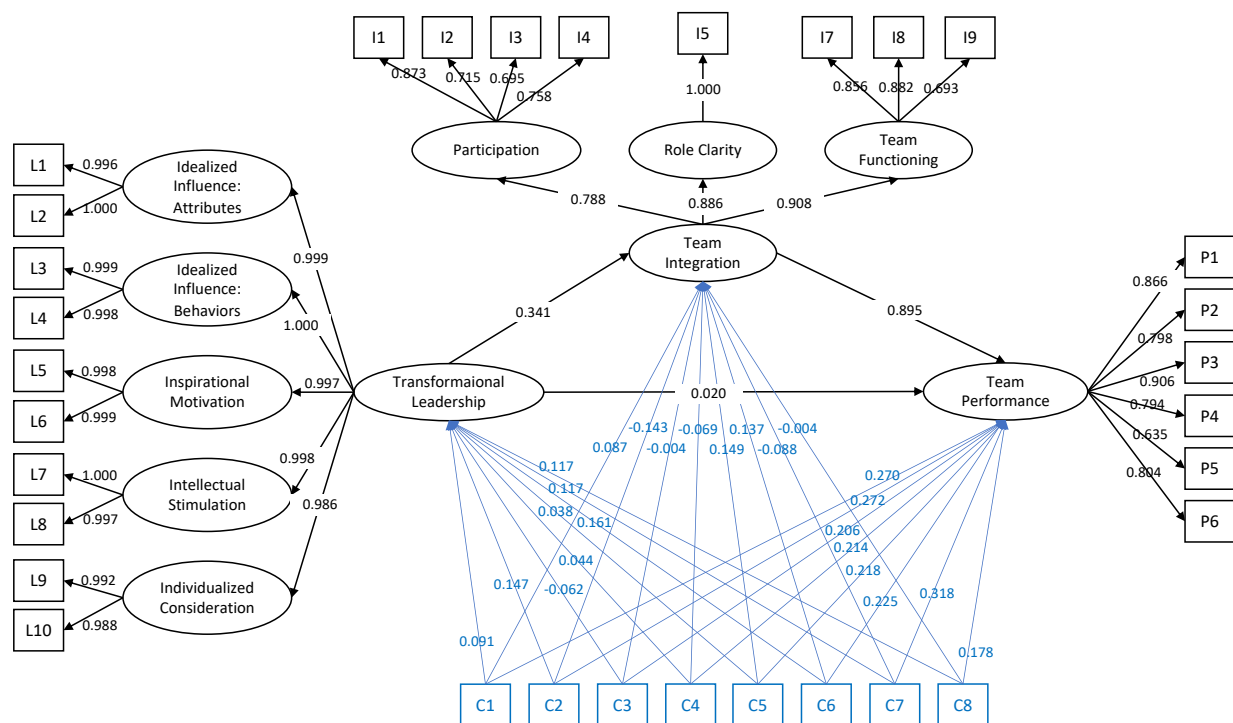 I1
I2
I3
I4
I5
I7
I8
I9
0.873
0.715
0.695
0.758
1.000
0.856
0.882
0.693
Participation
Role Clarity
Team
Functioning
0.788
0.886
0.908
L1
L2
0.996
1.000
Idealized
Influence:
Attributes
L3
L4
0.999
0.998
Idealized
Influence:
Behaviors
L5
L6
0.998
0.999
Inspirational
Motivation
L7
L8
1.000
0.997
Intellectual
Stimulation
L9
L10
0.992
0.988
Individualized
Consideration
0.999
1.000
0.997
0.998
0.986
Transformaional
Leadership
Team
Integration
0.341
0.895
0.020
Team
Performance
0.866
0.798
0.906
0.794
0.635
0.804
P1
P2
P3
P4
P5
P6
0.087
-0.143
-0.004
-0.069
0.149
0.137
-0.088
-0.004
0.117
0.117
0.038
0.161
0.044
-0.062
0.147
0.091
0.270
0.272
0.206
0.214
0.218
0.225
0.318
0.178
C1
C2
C3
C4
C5
C6
C7
C8